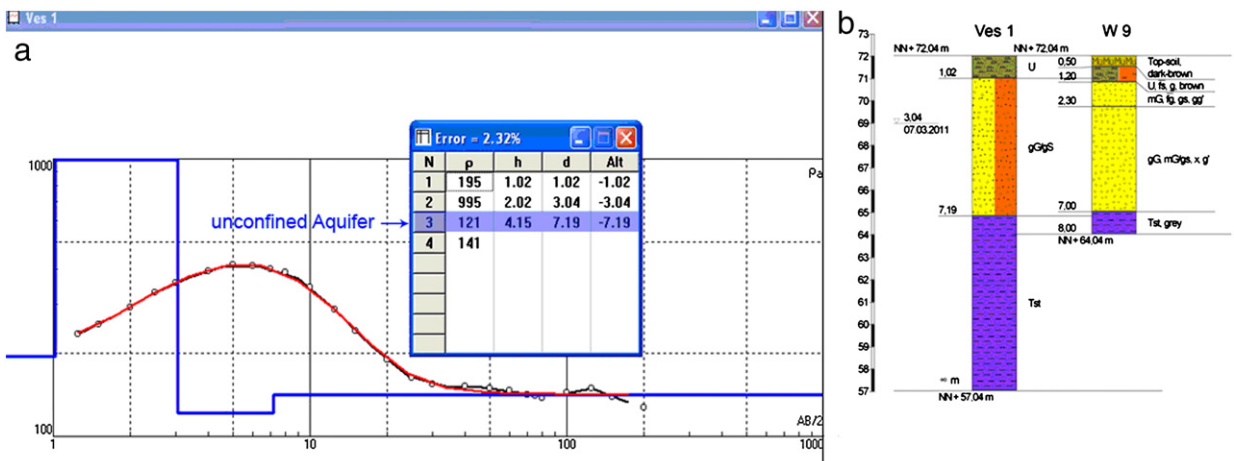 Ves 1
a
1000
Pa
Error = 2.32%
N ρ h d Alt
1 195 1.02 1.02 -1.02
2 995 2.02 3.04 -3.04
3 121 4.15 7.19 -7.19
4 141
unconfined Aquifer
100
AB/2
1 10 100 1000
b
Ves 1 W 9
73
72
71
70
69
68
67
66
65
64
63
62
61
60
59
58
57
NN + 72.04 m
1,02
U
3.04
07.03.2011
gG/gS
7,19
Tst
∞ m
NN + 57.04 m
NN + 72.04 m
0,50
1,20
2.30
7,00
8,00
NN + 64,04 m
Top-soil,
dark-brown
U, fs, g, brown
mG, fg, gs, gg'
gG, mG/gs, x, g'
Tst, grey